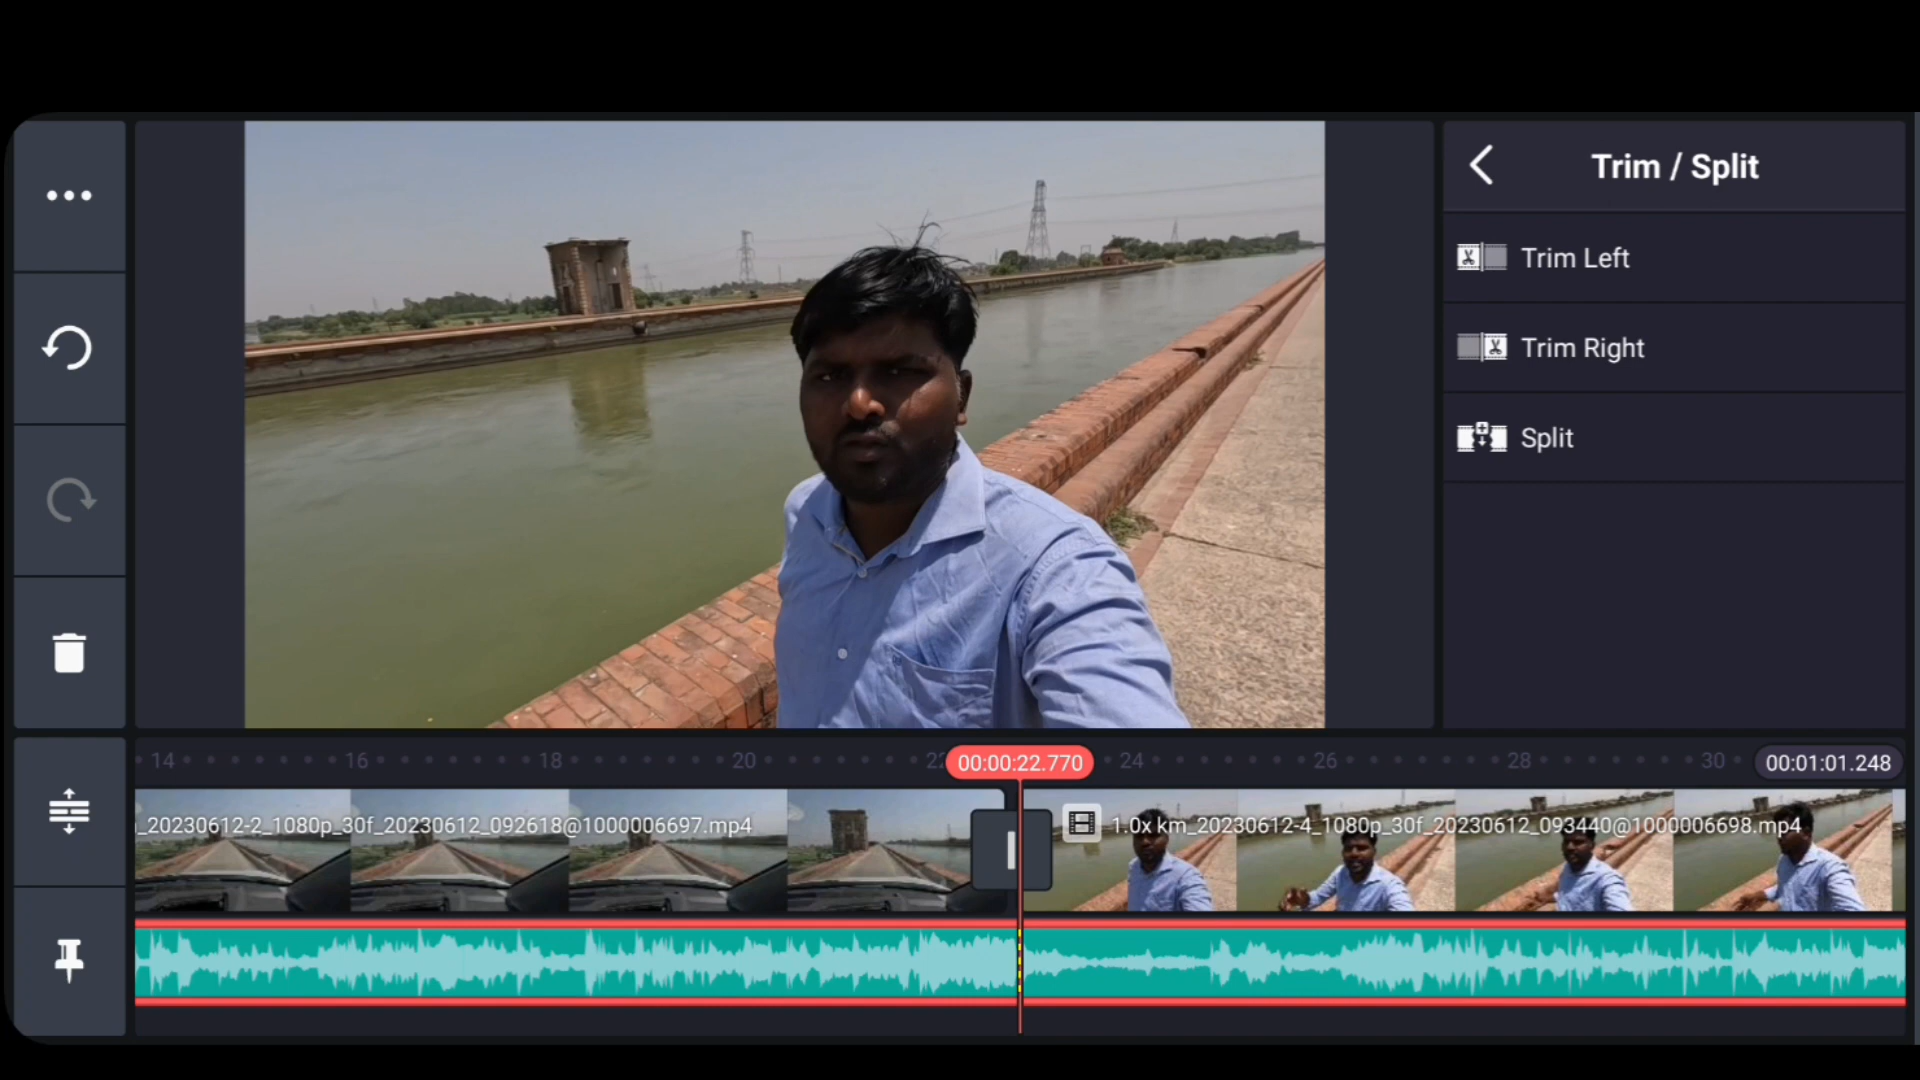 Trim / Split
Trim Left
Trim Right
Split
14 16 18 20 00:00:22.770 24 26 28 30 00:01:01.248
_20230612-2_1080p_30f_20230612_092618@1000006697.mp4
1.0x km_20230612-4_1080p_30f_20230612_093440@1000006698.mp4